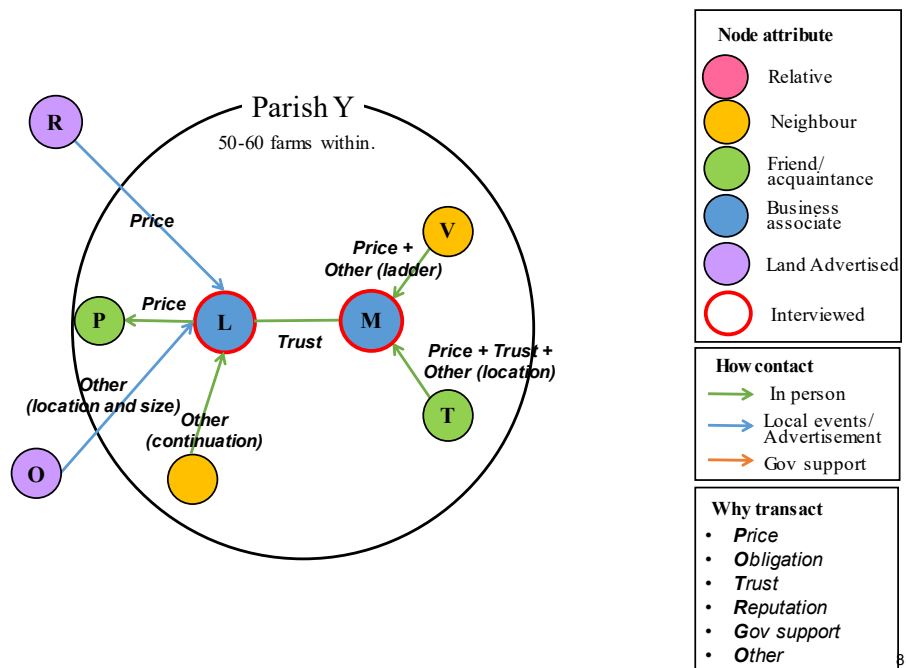 Parish Y
50-60 farms within.
R
Price
V
Price +
Other (ladder)
P
Price
L
M
Trust
Price + Trust +
Other (location)
T
Other
(location and size)
Other
(continuation)
O
Node attribute
Relative
Neighbour
Friend/
acquaintance
Business
associate
Land Advertised
Interviewed
How contact
In person
Local events/
Advertisement
Gov support
Why transact
• Price
• Obligation
• Trust
• Reputation
• Gov support
• Other
8